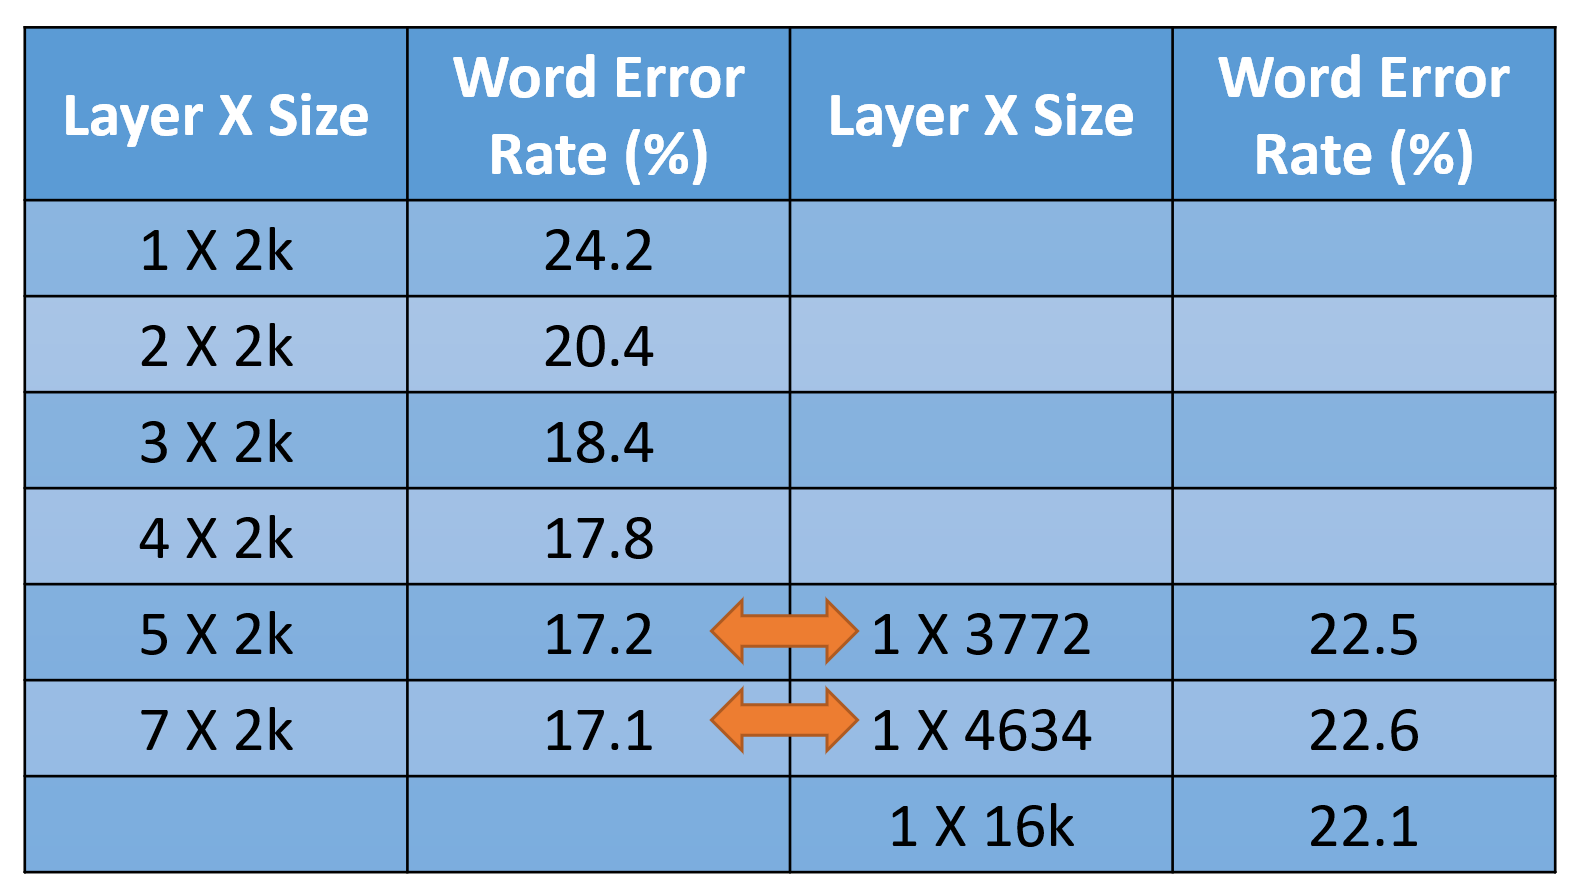 Layer X Size
Word Error
Rate (%)
Layer X Size
Word Error
Rate (%)
1 X 2k 24.2
2 X 2k 20.4
3 X 2k 18.4
4 X 2k 17.8
5 X 2k 17.2 1 X 3772 22.5
7 X 2k 17.1 1 X 4634 22.6
1 X 16k 22.1